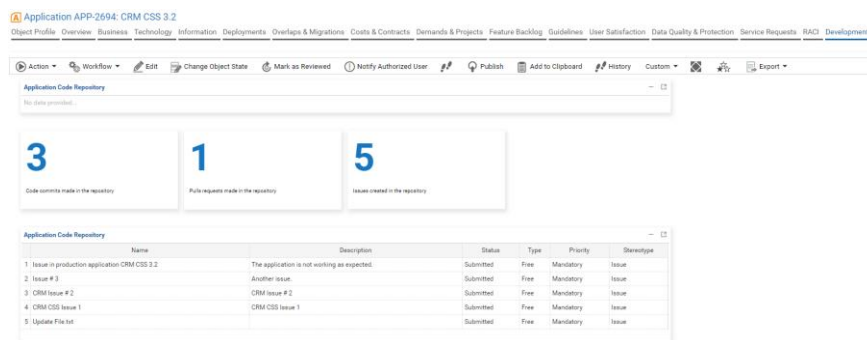 A Application APP-2694: CRM CSS 3.2
Object Profile Overview Business Technology Information Deployments Overlaps & Migrations Costs & Contracts Demands & Projects Feature Backlog Guidelines User Satisfaction Data Quality & Protection Service Requests RACI Development
Action Workflow Edit Change Object State Mark as Reviewed Notify Authorized User Publish Add to Clipboard History Custom Export
Application Code Repository
No data provided...
3 1 5
Code commits made in the repository Pulls requests made in the repository Issues created in the repository
Application Code Repository
Name Description Status Type Priority Stereotype
1 Issue in production application CRM CSS 3.2 The application is not working as expected. Submitted Free Mandatory Issue
2 Issue # 3 Another issue. Submitted Free Mandatory Issue
3 CRM Issue # 2 CRM Issue # 2 Submitted Free Mandatory Issue
4 CRM CSS Issue 1 CRM CSS Issue 1 Submitted Free Mandatory Issue
5 Update File.txt Submitted Free Mandatory Issue